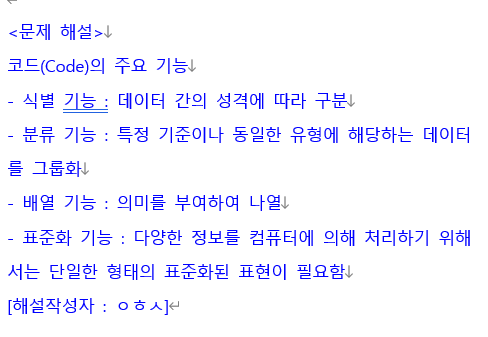 <문제 해설>
코드(Code)의 주요 기능
- 식별 기능 : 데이터 간의 성격에 따라 구분
- 분류 기능 : 특정 기준이나 동일한 유형에 해당하는 데이터
를 그룹화
- 배열 기능 : 의미를 부여하여 나열
- 표준화 기능 : 다양한 정보를 컴퓨터에 의해 처리하기 위해
서는 단일한 형태의 표준화된 표현이 필요함
[해설작성자 : ㅇㅎㅅ]